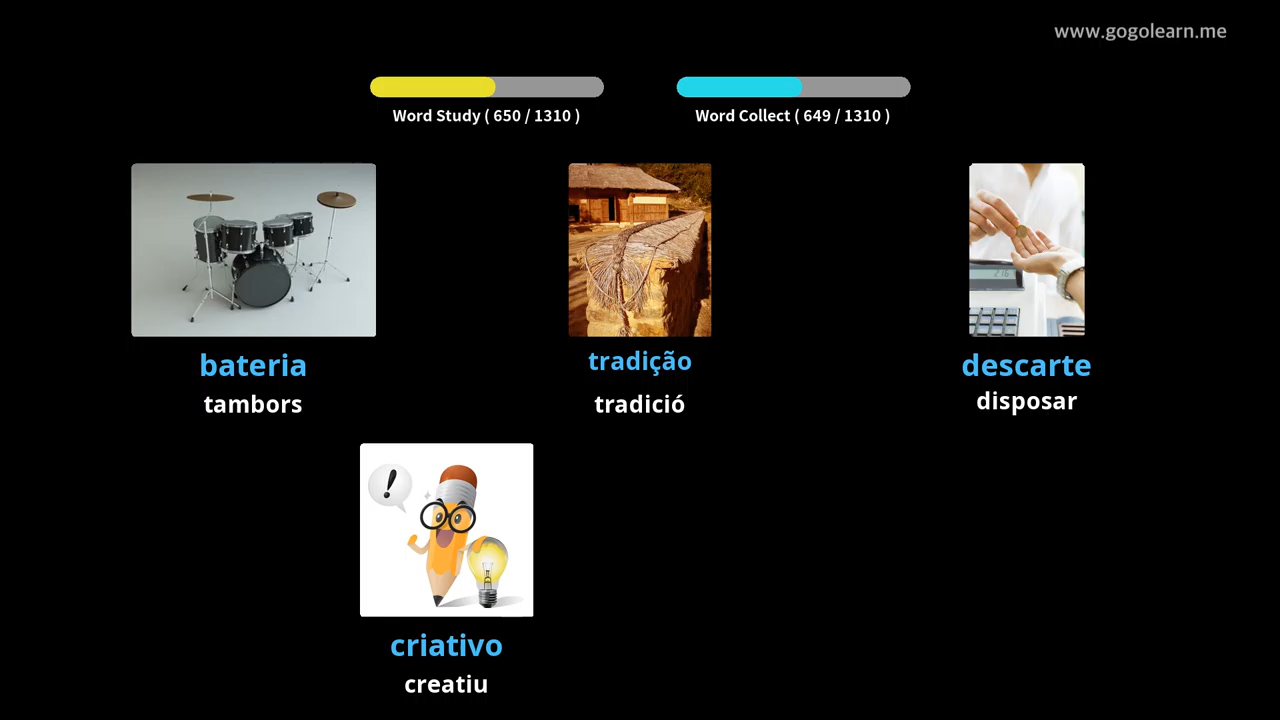 www.gogolearn.me
Word Study ( 650 / 1310 )
Word Collect ( 649 / 1310 )
bateria
tambors
tradição
tradició
descarte
disposar
criativo
creatiu